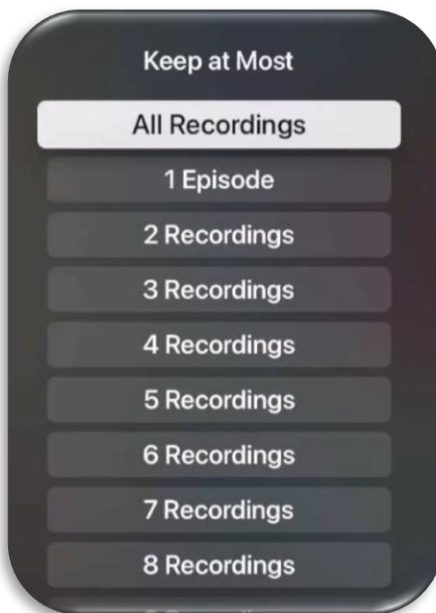 Keep at Most
All Recordings
1 Episode
2 Recordings
3 Recordings
4 Recordings
5 Recordings
6 Recordings
7 Recordings
8 Recordings